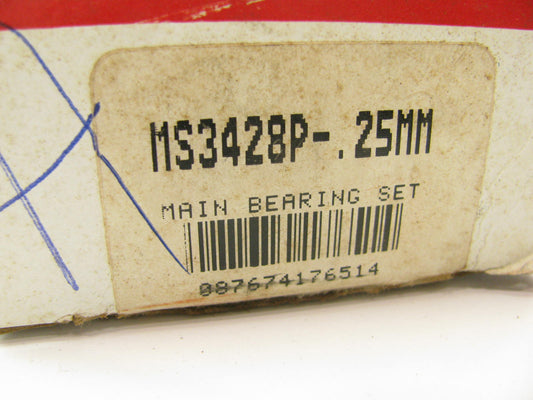 MS3428P-.25MM
MAIN BEARING SET
087674176514